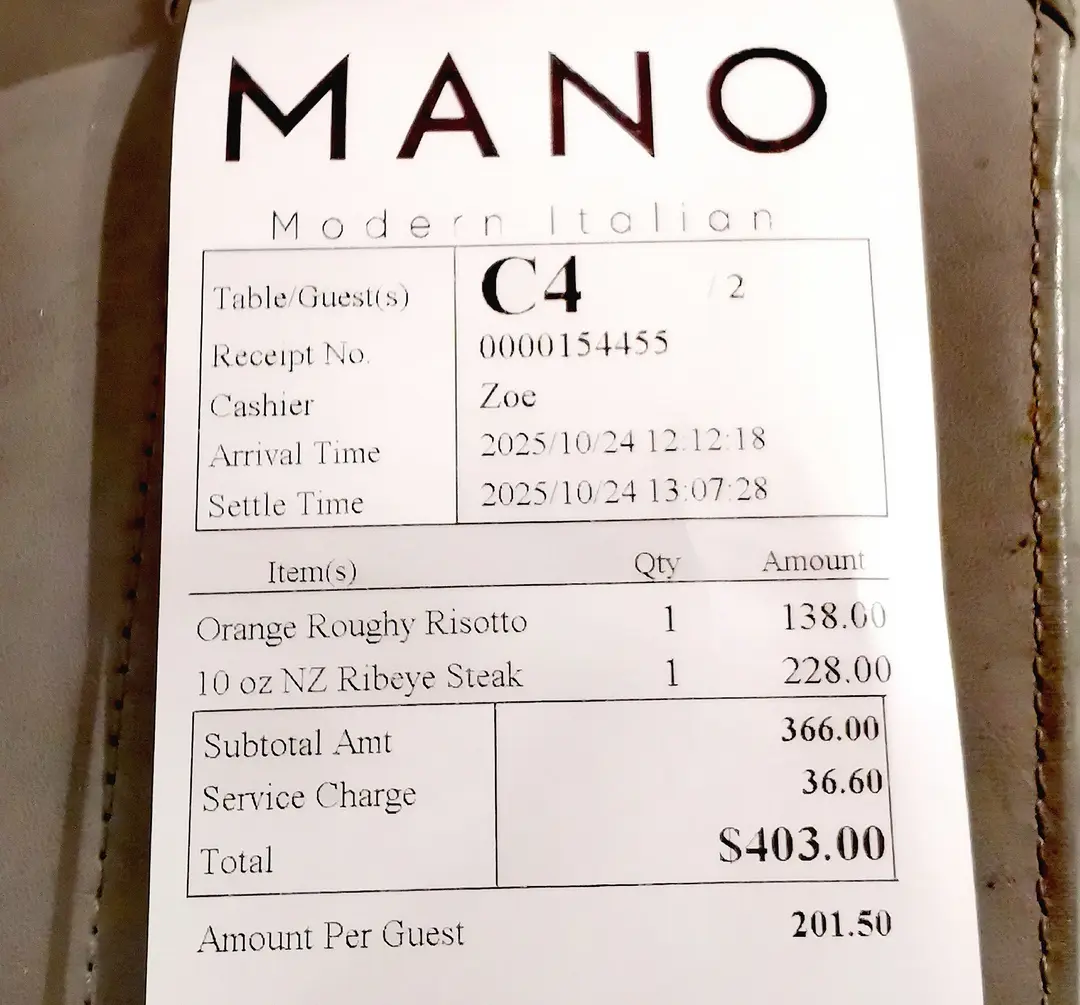 MANO
Modern Italian
Table/Guest(s) C4 / 2
Receipt No. 0000154455
Cashier Zoe
Arrival Time 2025/10/24 12:12:18
Settle Time 2025/10/24 13:07:28
Item(s) Qty Amount
Orange Roughy Risotto 1 138.00
10 oz NZ Ribeye Steak 1 228.00
Subtotal Amt 366.00
Service Charge 36.60
Total $403.00
Amount Per Guest 201.50